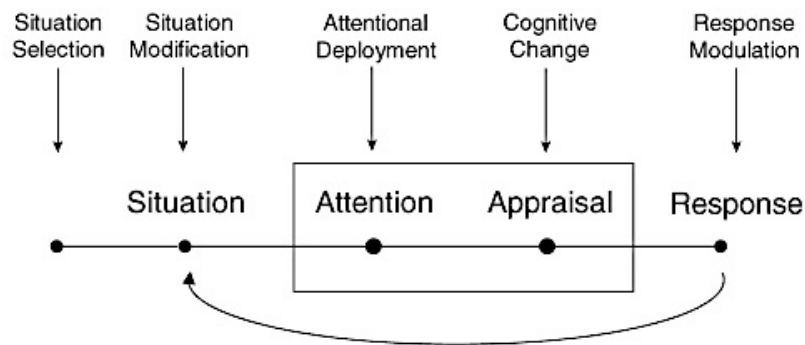 Situation
Selection
Situation
Modification
Attentional
Deployment
Cognitive
Change
Response
Modulation
Situation
Attention
Appraisal
Response